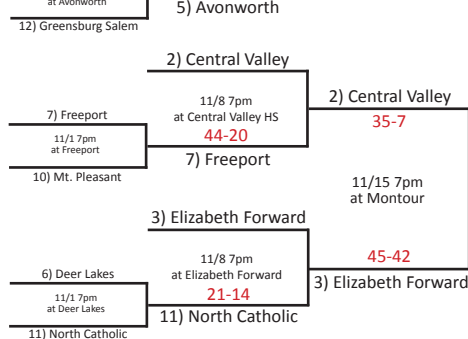 at Avonworth
5) Avonworth
12) Greensburg Salem
2) Central Valley
11/8 7pm
at Central Valley HS
44-20
7) Freeport
11/1 7pm
at Freeport
7) Freeport
10) Mt. Pleasant
2) Central Valley
35-7
11/15 7pm
at Montour
45-42
3) Elizabeth Forward
3) Elizabeth Forward
11/8 7pm
at Elizabeth Forward
21-14
6) Deer Lakes
11/1 7pm
at Deer Lakes
11) North Catholic
11) North Catholic